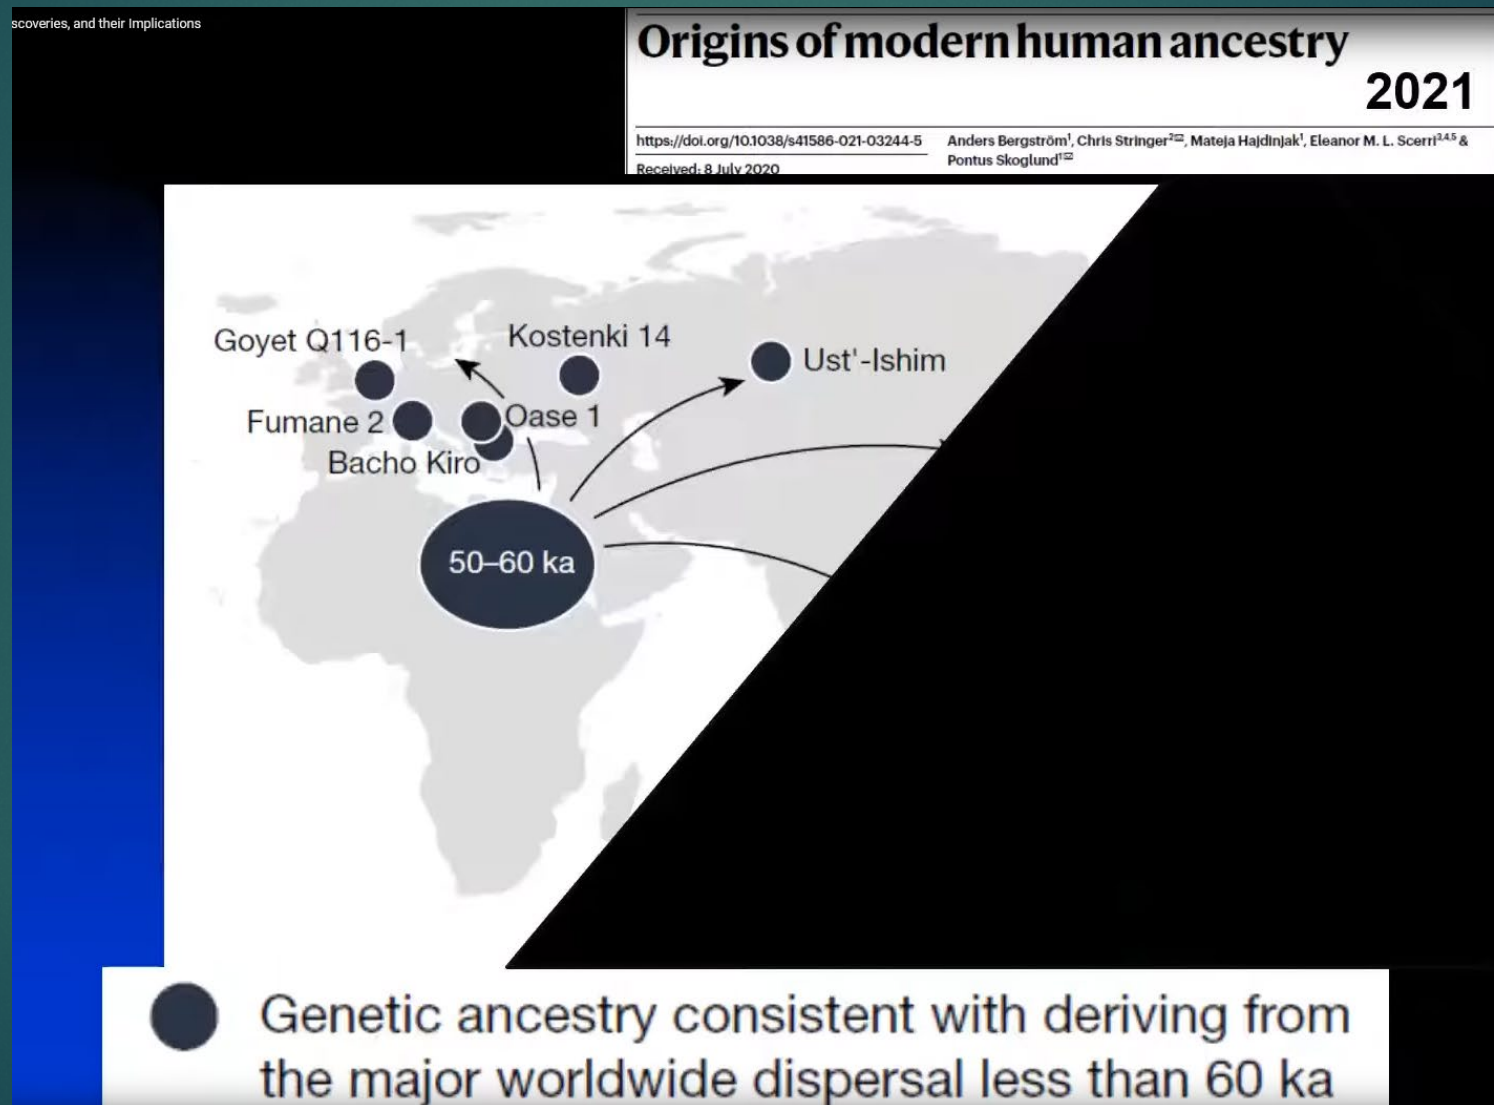 scoveries, and their Implications
Origins of modern human ancestry
2021
https://doi.org/10.1038/s41586-021-03244-5
Anders Bergström¹, Chris Stringer²✉, Mateja Hajdinjak¹, Eleanor M. L. Scerri³,⁴,⁵ &
Pontus Skoglund¹✉
Received: 8 July 2020
Goyet Q116-1
Kostenki 14
Ust'-Ishim
Fumane 2
Oase 1
Bacho Kiro
50–60 ka
Genetic ancestry consistent with deriving from
the major worldwide dispersal less than 60 ka